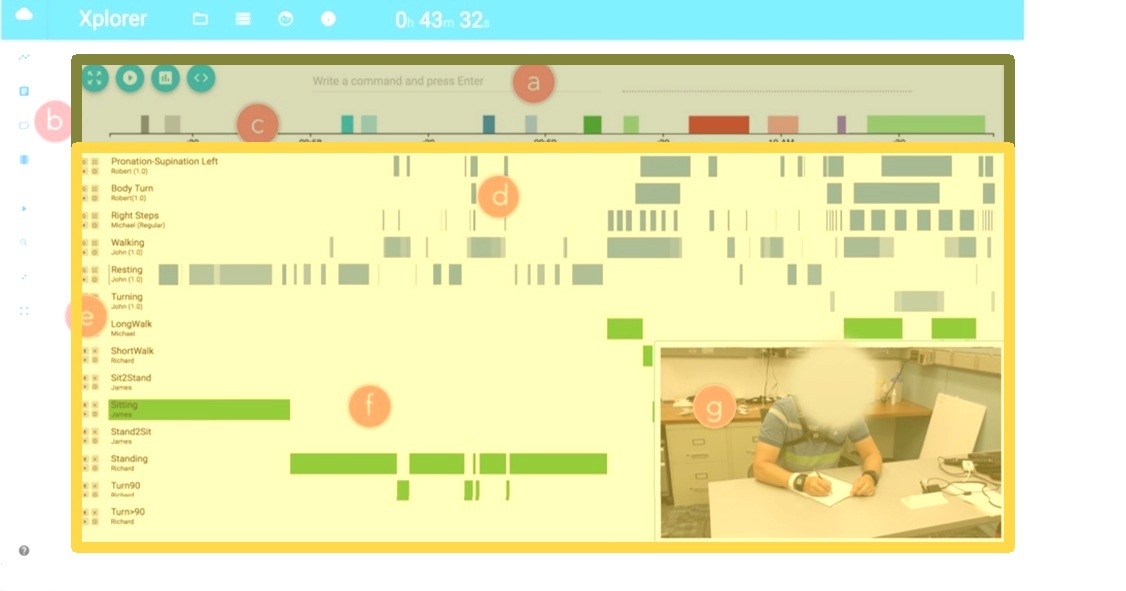 Xplorer
0h 43m 32s
Write a command and press Enter
a
b
c
Pronation-Supination Left
Robert (1.0)
d
Body Turn
Robert(1.0)
Right Steps
Michael (Regular)
Walking
John (1.0)
Resting
John (1.0)
Turning
John (1.0)
e
LongWalk
Michael
ShortWalk
Richard
Sit2Stand
James
Sitting
James
f
g
Stand2Sit
James
Standing
Richard
Turn90
Richard
Turn>90
Richard